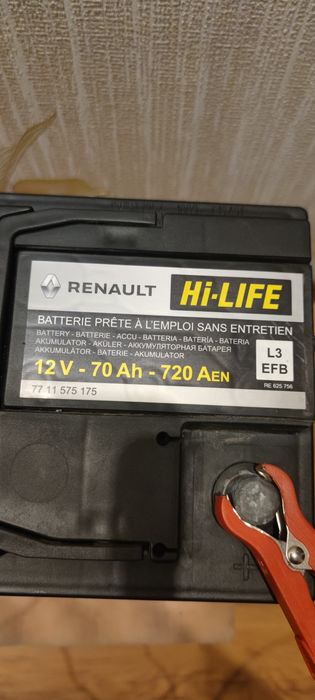 RENAULT Hi-LIFE
BATTERIE PRÊTE À L'EMPLOI SANS ENTRETIEN
BATTERY - BATTERIE - ACCU - BATTERIA - BATERÍA - BATERIA
AKUMULATOR - AKÜLER - АККУМУЛЯТОРНАЯ БАТАРЕЯ
AKKUMULÁTOR - BATERIE - AKUMULATOR
12 V - 70 Ah - 720 AEN
L3
EFB
77 11 575 175
RE 625 756
+